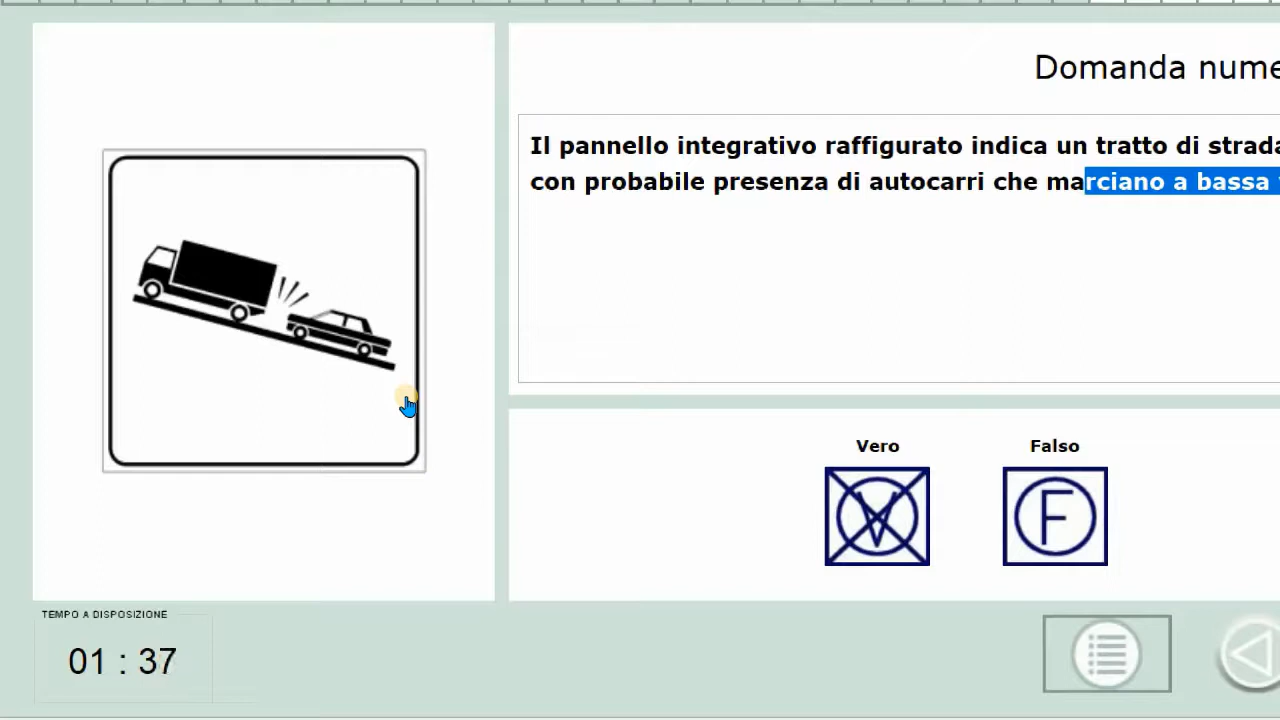 Domanda nume
Il pannello integrativo raffigurato indica un tratto di strada
con probabile presenza di autocarri che marciano a bassa
Vero
Falso
V
F
TEMPO A DISPOSIZIONE
01 : 37